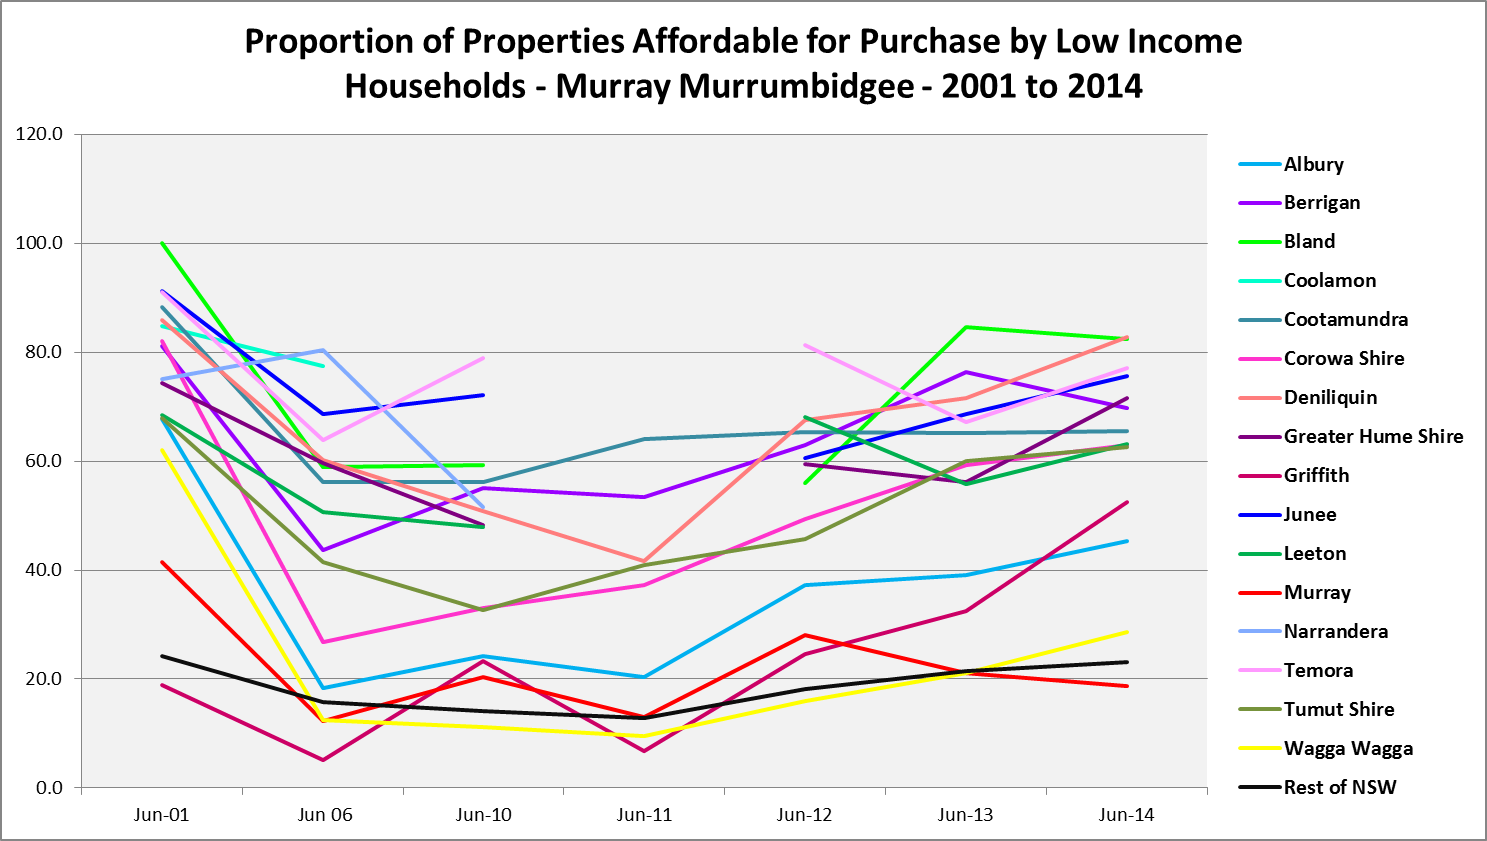 Proportion of Properties Affordable for Purchase by Low Income
Households - Murray Murrumbidgee - 2001 to 2014
120.0
100.0
80.0
60.0
40.0
20.0
0.0
Jun-01
Jun 06
Jun-10
Jun-11
Jun-12
Jun-13
Jun-14
Albury
Berrigan
Bland
Coolamon
Cootamundra
Corowa Shire
Deniliquin
Greater Hume Shire
Griffith
Junee
Leeton
Murray
Narrandera
Temora
Tumut Shire
Wagga Wagga
Rest of NSW